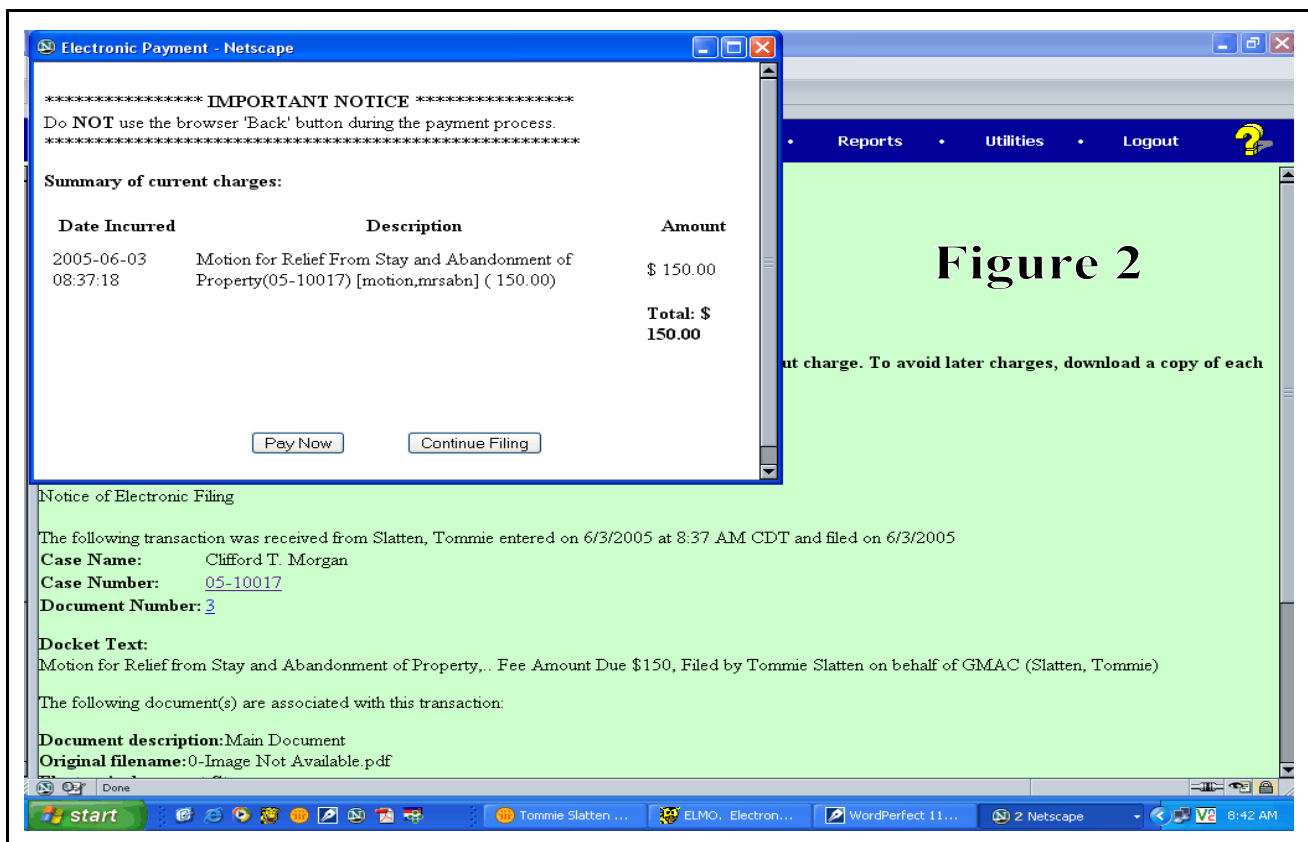 Electronic Payment - Netscape
**************** IMPORTANT NOTICE ****************
Do NOT use the browser 'Back' button during the payment process.
******************************************************
Summary of current charges:
Date Incurred Description Amount
2005-06-03 Motion for Relief From Stay and Abandonment of
08:37:18 Property(05-10017) [motion,mrsabn] ( 150.00)
$ 150.00
Total: $
150.00
Pay Now Continue Filing
• Reports • Utilities • Logout
Figure 2
ut charge. To avoid later charges, download a copy of each
Notice of Electronic Filing
The following transaction was received from Slatten, Tommie entered on 6/3/2005 at 8:37 AM CDT and filed on 6/3/2005
Case Name: Clifford T. Morgan
Case Number: 05-10017
Document Number: 3
Docket Text:
Motion for Relief from Stay and Abandonment of Property,.. Fee Amount Due $150, Filed by Tommie Slatten on behalf of GMAC (Slatten, Tommie)
The following document(s) are associated with this transaction:
Document description:Main Document
Original filename:0-Image Not Available.pdf
Done
start Tommie Slatten ... ELMO. Electron... WordPerfect 11... 2 Netscape 8:42 AM